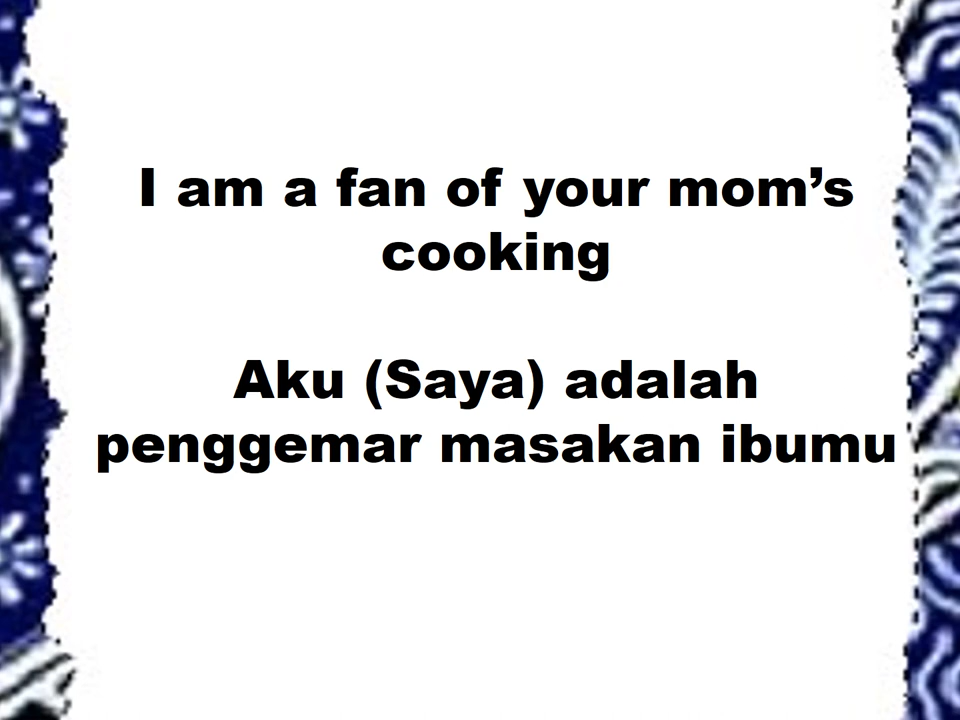 I am a fan of your mom’s
cooking
Aku (Saya) adalah
penggemar masakan ibumu